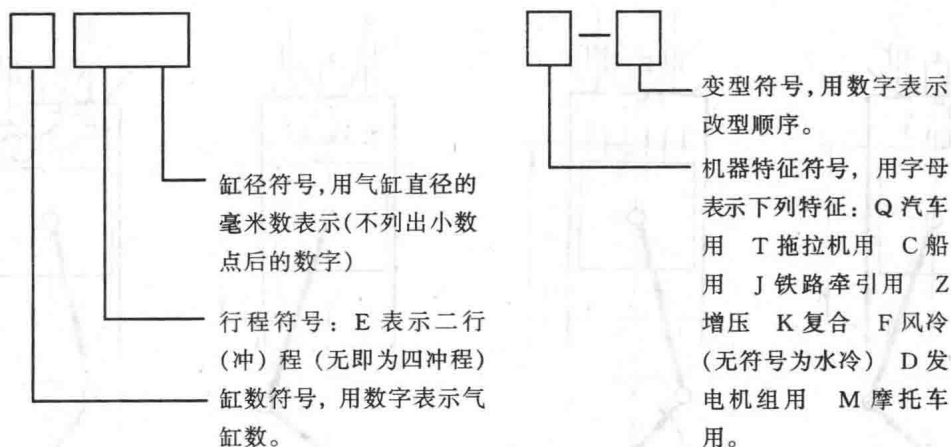 缸径符号,用气缸直径的
毫米数表示(不列出小数
点后的数字)
行程符号：E 表示二行
(冲) 程 (无即为四冲程)
缸数符号，用数字表示气
缸数。
变型符号,用数字表示
改型顺序。
机器特征符号，用字母
表示下列特征：Q 汽车
用 T 拖拉机用 C 船
用 J 铁路牵引用 Z
增压 K 复合 F 风冷
(无符号为水冷) D 发
电机组用 M 摩托车
用。